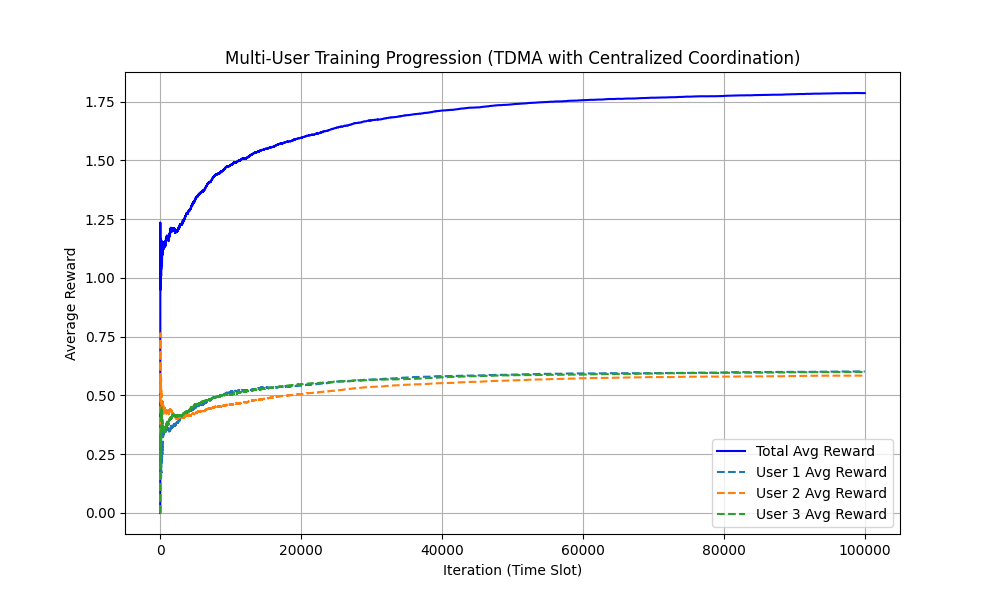 Multi-User Training Progression (TDMA with Centralized Coordination)
Average Reward
1.75
1.50
1.25
1.00
0.75
0.50
0.25
0.00
Total Avg Reward
User 1 Avg Reward
User 2 Avg Reward
User 3 Avg Reward
0 20000 40000 60000 80000 100000
Iteration (Time Slot)